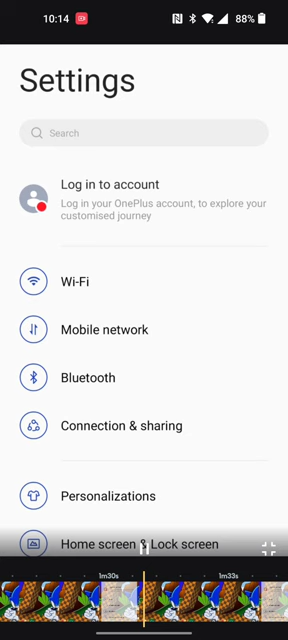 10:14
88%
Settings
Search
Log in to account
Log in your OnePlus account, to explore your
customised journey
Wi-Fi
Mobile network
Bluetooth
Connection & sharing
Personalizations
Home screen & Lock screen
1m30s
1m33s